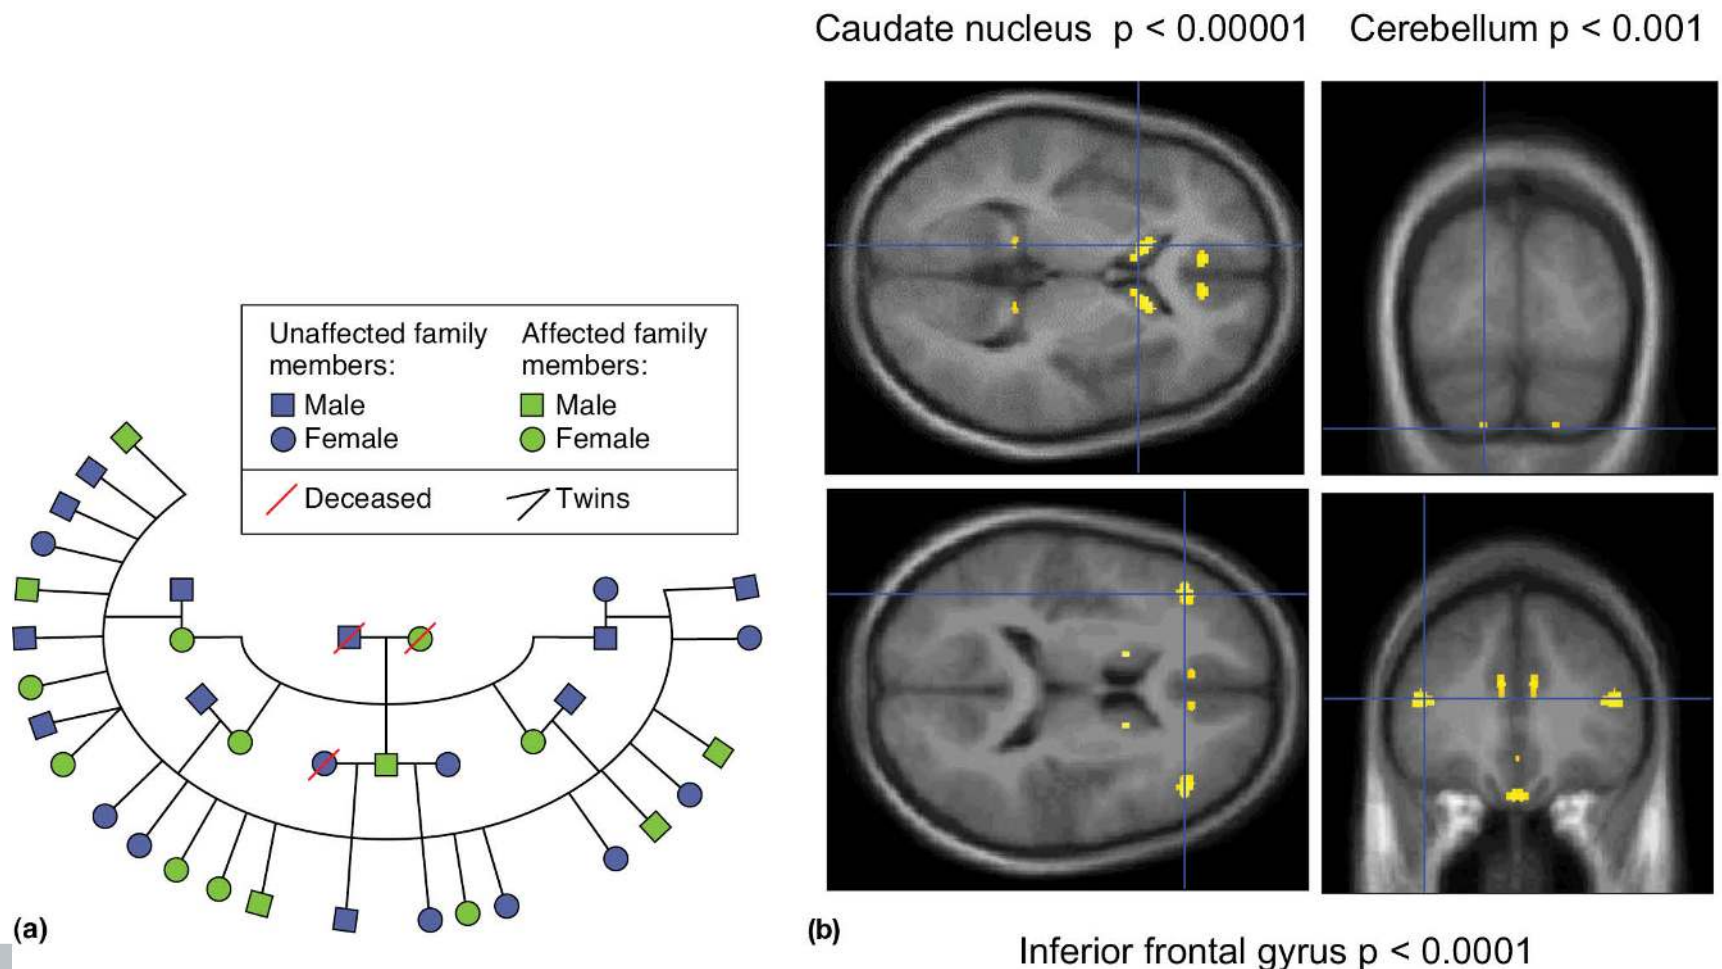 Caudate nucleus p < 0.00001
Cerebellum p < 0.001
Unaffected family
members:
Male
Female
Affected family
members:
Male
Female
Deceased
Twins
(a)
(b)
Inferior frontal gyrus p < 0.0001